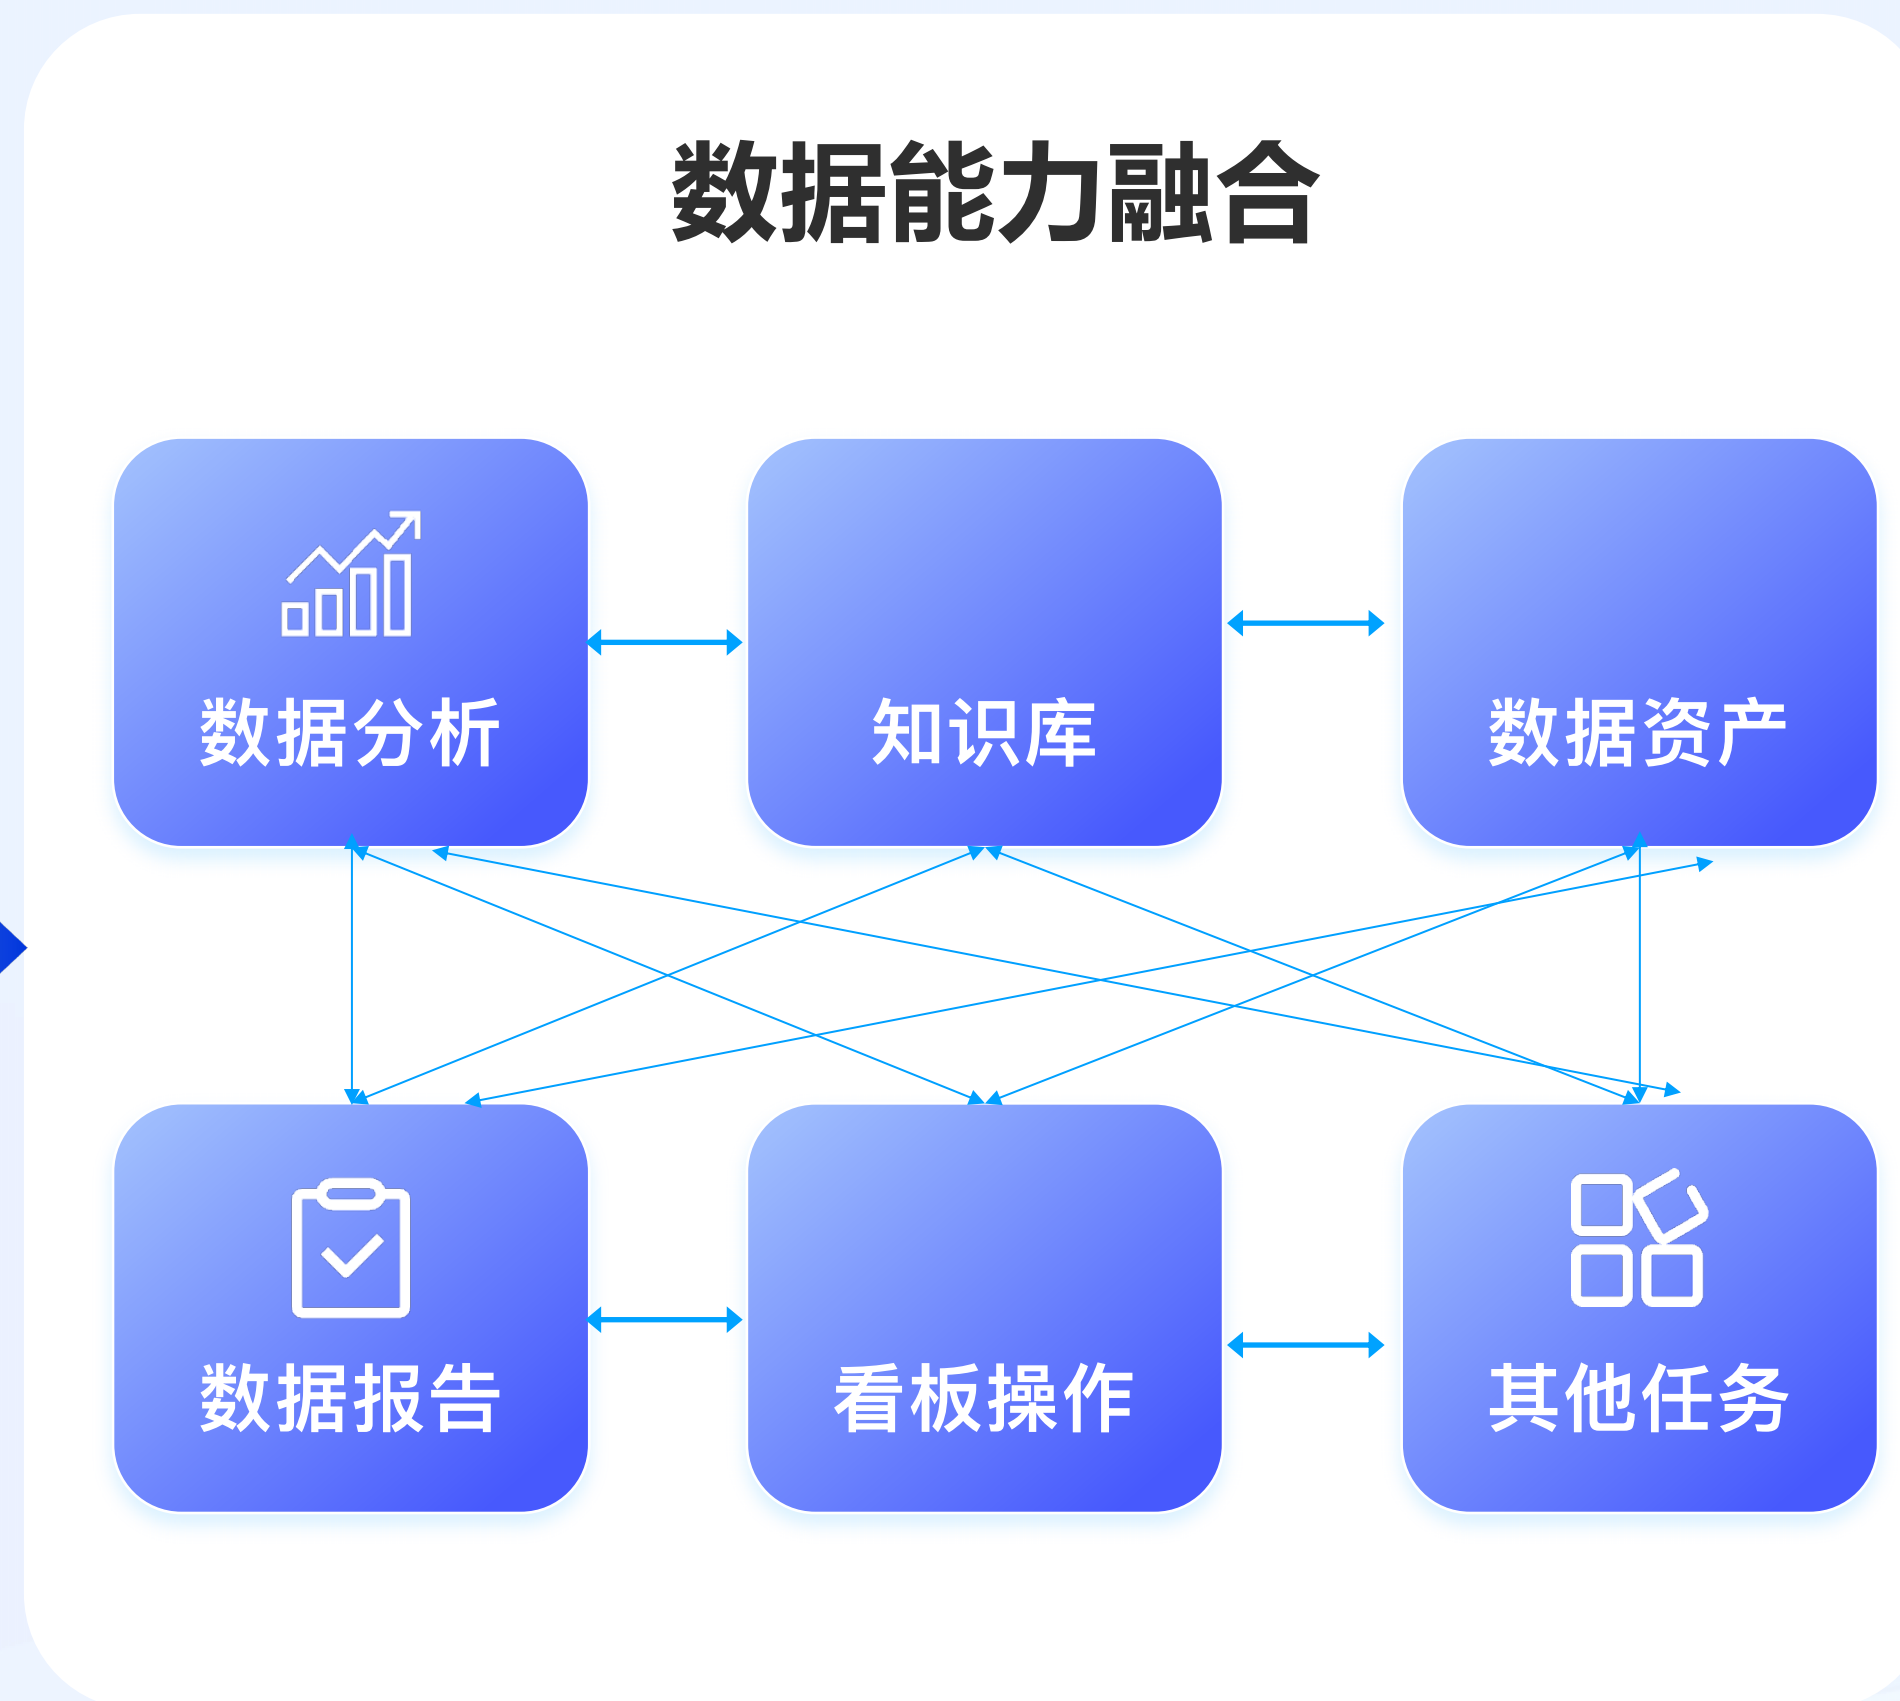 数据能力融合
数据分析
知识库
数据资产
数据报告
看板操作
其他任务